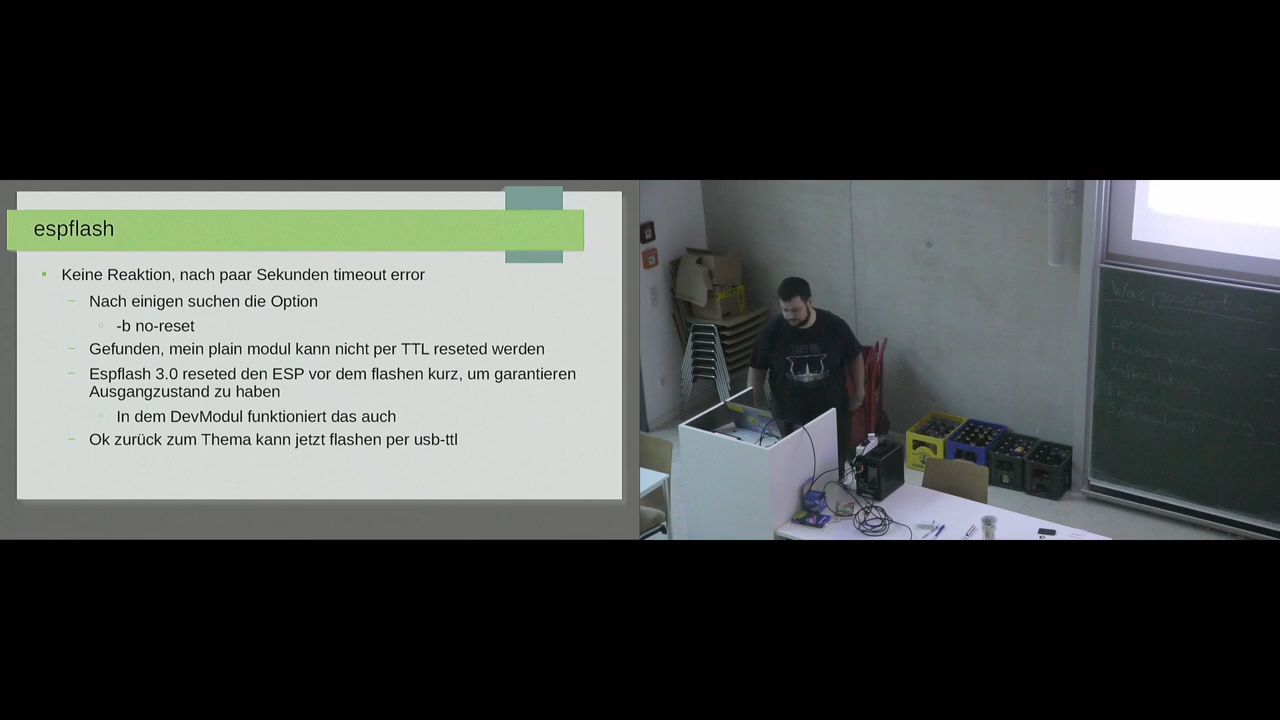 espflash
Keine Reaktion, nach paar Sekunden timeout error
Nach einigen suchen die Option
-b no-reset
Gefunden, mein plain modul kann nicht per TTL reseted werden
Espflash 3.0 reseted den ESP vor dem flashen kurz, um garantieren
Ausgangzustand zu haben
In dem DevModul funktioniert das auch
Ok zurück zum Thema kann jetzt flashen per usb-ttl
Was passiert